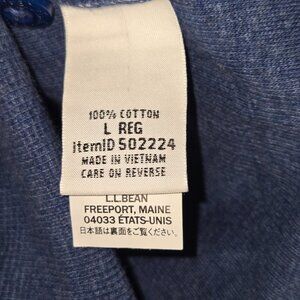 100% COTTON
L REG
ItemID 502224
MADE IN VIETNAM
CARE ON REVERSE
L.L.BEAN
FREEPORT, MAINE
04033 ÉTATS-UNIS
日本語は裏面をご覧ください。